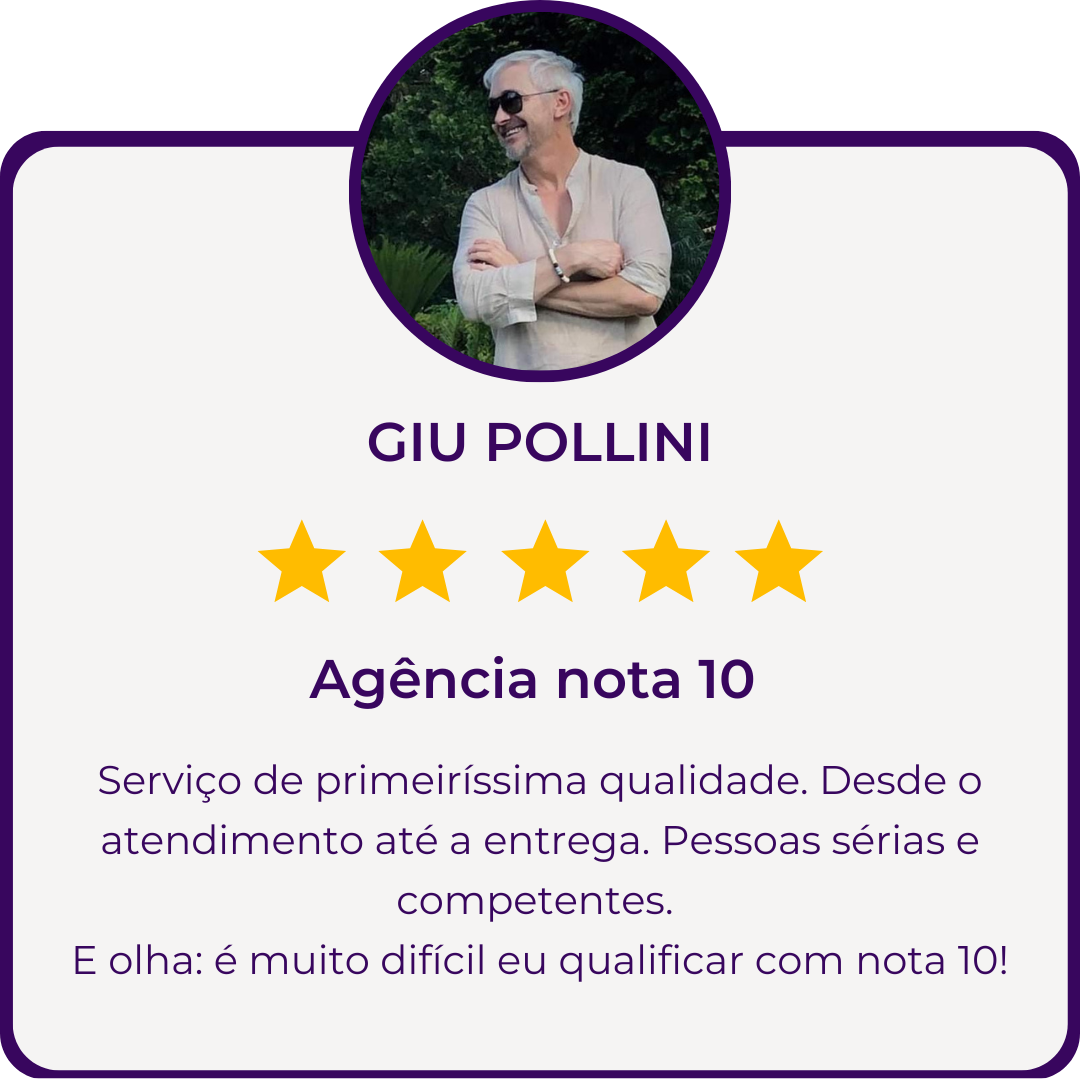 GIU POLLINI
Agência nota 10
Serviço de primeiríssima qualidade. Desde o
atendimento até a entrega. Pessoas sérias e
competentes.
E olha: é muito difícil eu qualificar com nota 10!